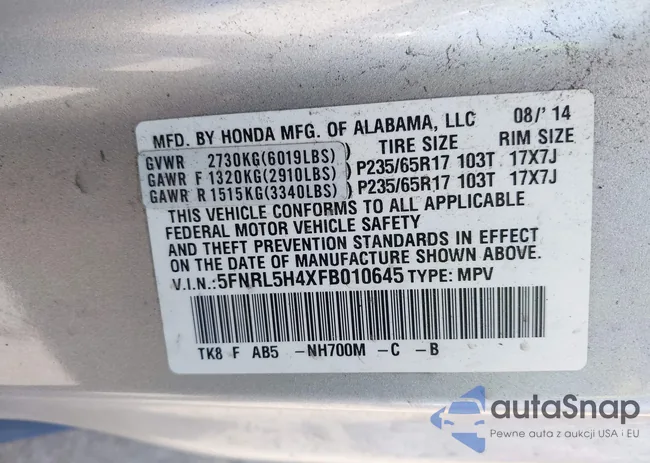 MFD. BY HONDA MFG. OF ALABAMA, LLC 08/'14
TIRE SIZE RIM SIZE
GVWR 2730KG(6019LBS)
GAWR F 1320KG(2910LBS) P235/65R17 103T 17X7J
GAWR R 1515KG(3340LBS) P235/65R17 103T 17X7J
THIS VEHICLE CONFORMS TO ALL APPLICABLE
FEDERAL MOTOR VEHICLE SAFETY
AND THEFT PREVENTION STANDARDS IN EFFECT
ON THE DATE OF MANUFACTURE SHOWN ABOVE.
V.I.N.:5FNRL5H4XFB010645 TYPE: MPV
TK8 F AB5 -NH700M -C -B
autoSnap
Pewne auta z aukcji USA i EU